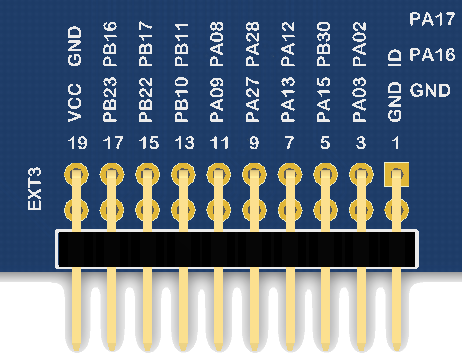 GND PB16 PB17 PB11 PA08 PA28 PA12 PB30 PA02 ID PA17
PA16
VCC PB23 PB22 PB10 PA09 PA27 PA13 PA15 PA03 GND GND
19 17 15 13 11 9 7 5 3 1
EXT3